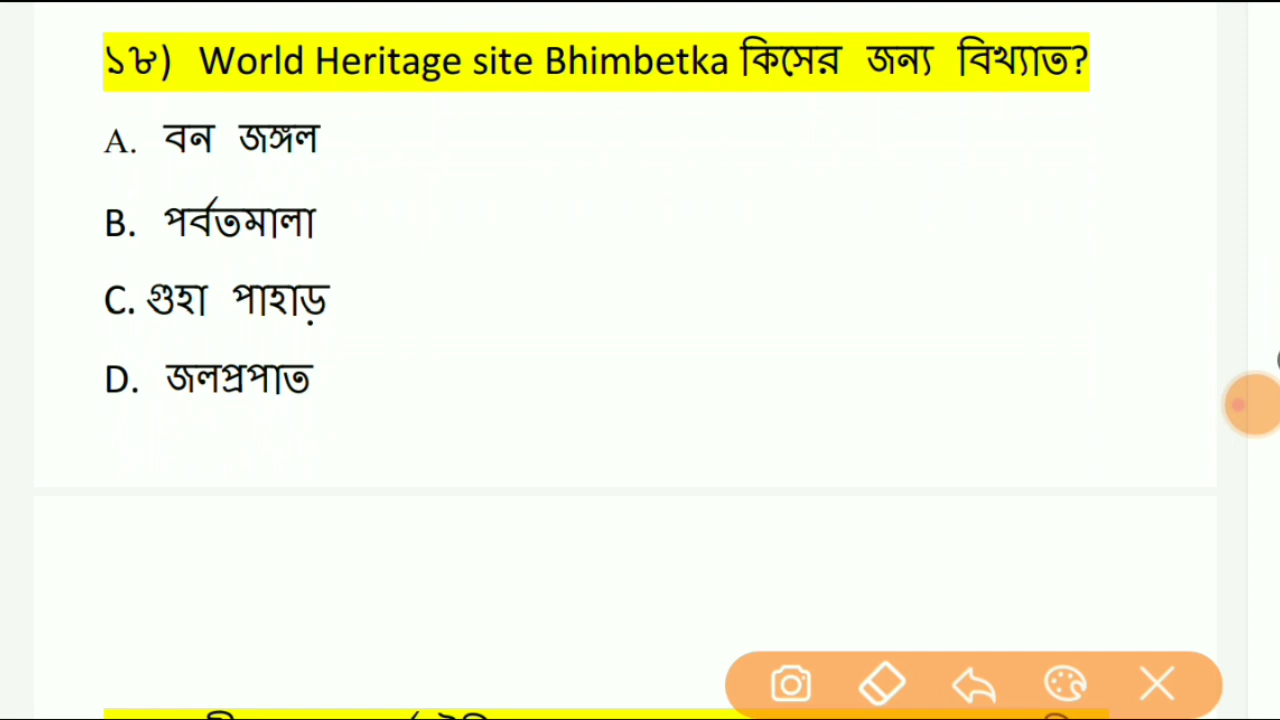 ১৮) World Heritage site Bhimbetka কিসের জন্য বিখ্যাত?
A. বন জঙ্গল
B. পর্বতমালা
C. গুহা পাহাড়
D. জলপ্রপাত